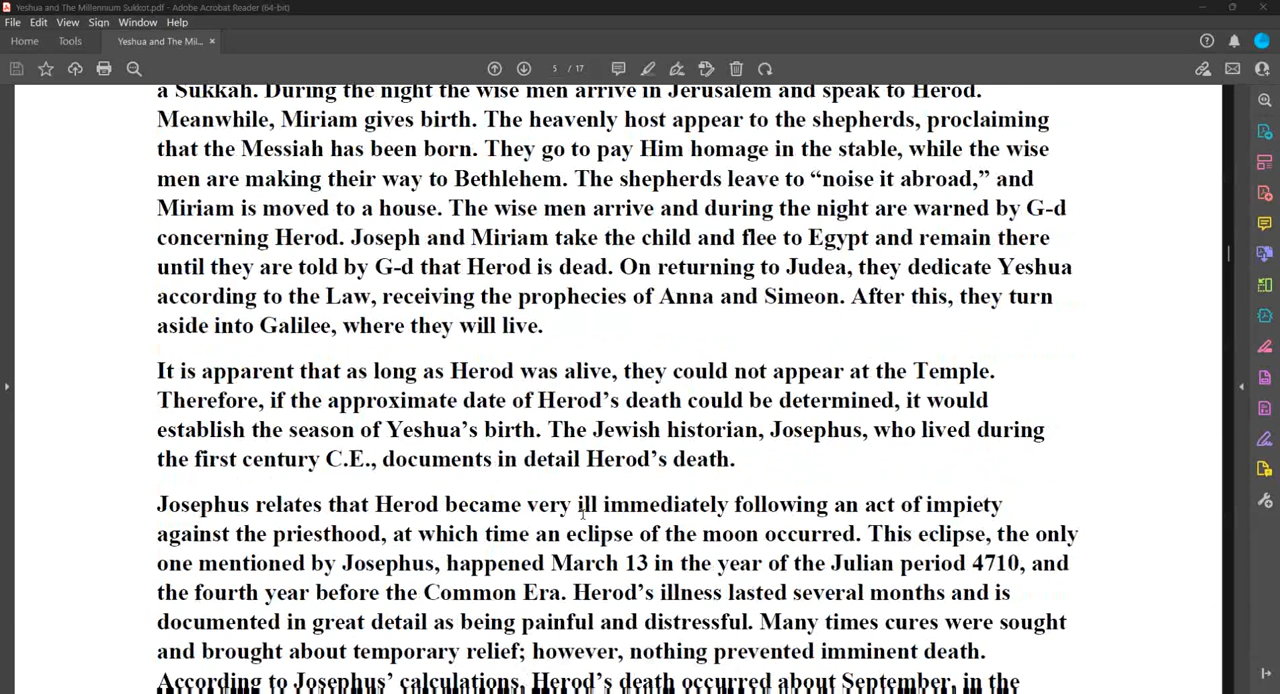 Yeshua and The Millennium Sukkot.pdf - Adobe Acrobat Reader (64-bit)
File Edit View Sign Window Help
Home Tools Yeshua and The Mil... ×
5 / 17
a Sukkah. During the night the wise men arrive in Jerusalem and speak to Herod.
Meanwhile, Miriam gives birth. The heavenly host appear to the shepherds, proclaiming
that the Messiah has been born. They go to pay Him homage in the stable, while the wise
men are making their way to Bethlehem. The shepherds leave to “noise it abroad,” and
Miriam is moved to a house. The wise men arrive and during the night are warned by G-d
concerning Herod. Joseph and Miriam take the child and flee to Egypt and remain there
until they are told by G-d that Herod is dead. On returning to Judea, they dedicate Yeshua
according to the Law, receiving the prophecies of Anna and Simeon. After this, they turn
aside into Galilee, where they will live.
It is apparent that as long as Herod was alive, they could not appear at the Temple.
Therefore, if the approximate date of Herod’s death could be determined, it would
establish the season of Yeshua’s birth. The Jewish historian, Josephus, who lived during
the first century C.E., documents in detail Herod’s death.
Josephus relates that Herod became very ill immediately following an act of impiety
against the priesthood, at which time an eclipse of the moon occurred. This eclipse, the only
one mentioned by Josephus, happened March 13 in the year of the Julian period 4710, and
the fourth year before the Common Era. Herod’s illness lasted several months and is
documented in great detail as being painful and distressful. Many times cures were sought
and brought about temporary relief; however, nothing prevented imminent death.
According to Josephus’ calculations, Herod’s death occurred about September, in the